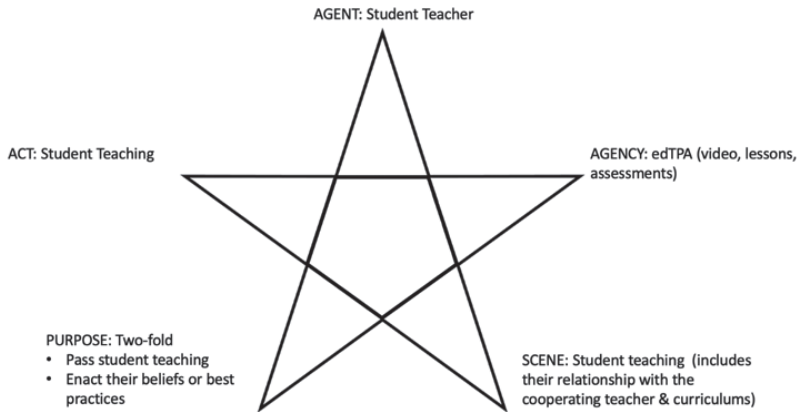 AGENT: Student Teacher
ACT: Student Teaching
AGENCY: edTPA (video, lessons,
assessments)
PURPOSE: Two-fold
• Pass student teaching
• Enact their beliefs or best
practices
SCENE: Student teaching (includes
their relationship with the
cooperating teacher & curriculums)